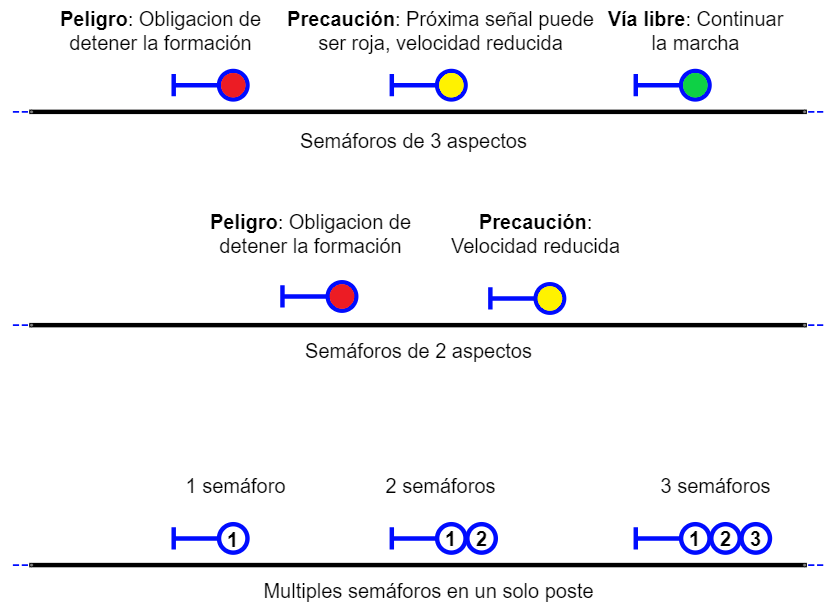 Peligro: Obligacion de
detener la formación
Precaución: Próxima señal puede
ser roja, velocidad reducida
Vía libre: Continuar
la marcha
Semáforos de 3 aspectos
Peligro: Obligacion de
detener la formación
Precaución:
Velocidad reducida
Semáforos de 2 aspectos
1 semáforo
2 semáforos
3 semáforos
1
1 2
1 2 3
Multiples semáforos en un solo poste